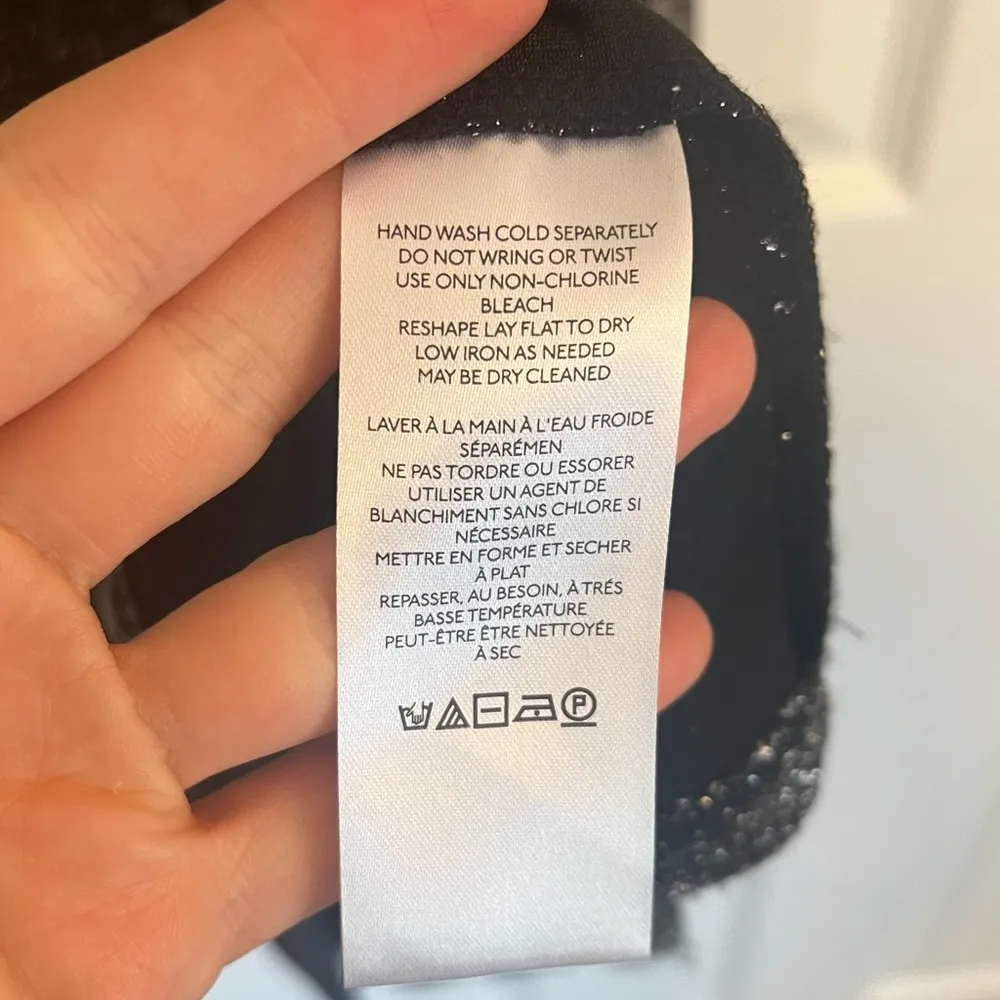 HAND WASH COLD SEPARATELY
DO NOT WRING OR TWIST
USE ONLY NON-CHLORINE
BLEACH
RESHAPE LAY FLAT TO DRY
LOW IRON AS NEEDED
MAY BE DRY CLEANED
LAVER À LA MAIN À L'EAU FROIDE
SÉPARÉMEN
NE PAS TORDRE OU ESSORER
UTILISER UN AGENT DE
BLANCHIMENT SANS CHLORE SI
NÉCESSAIRE
METTRE EN FORME ET SECHER
À PLAT
REPASSER, AU BESOIN, À TRÉS
BASSE TEMPÉRATURE
PEUT-ÊTRE ÊTRE NETTOYÉE
À SEC
P